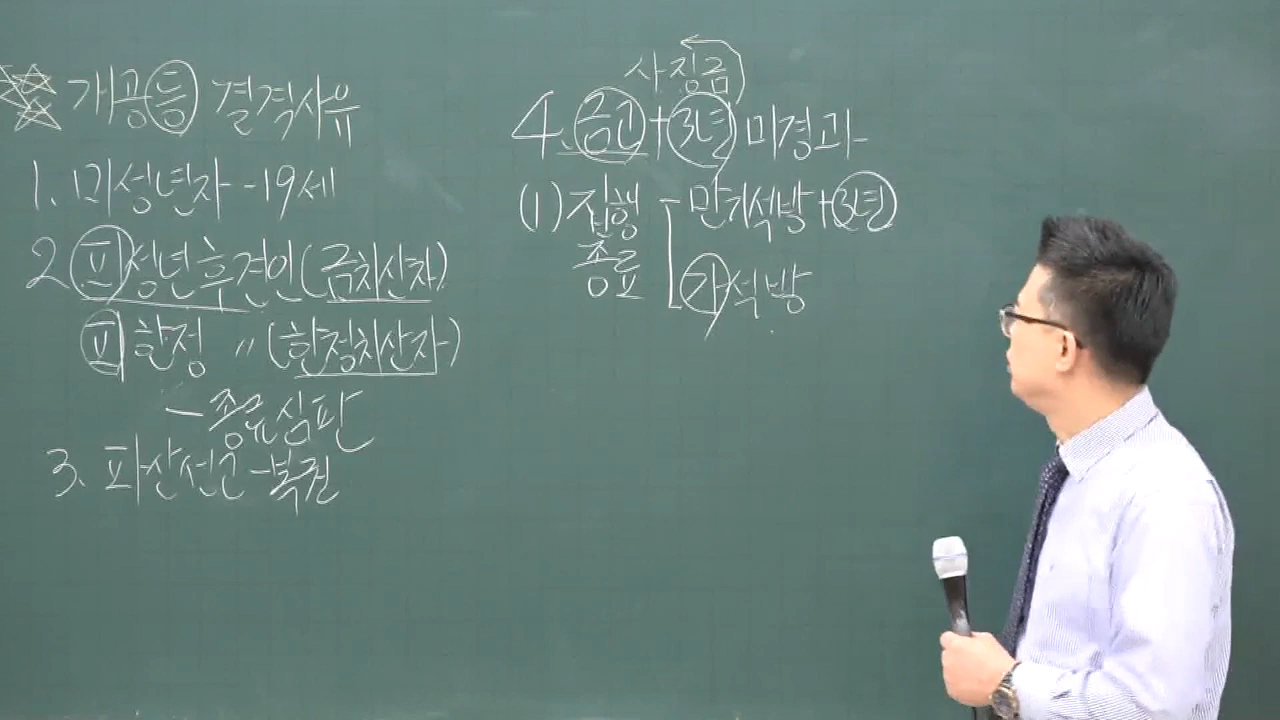 개공등 결격사유
1. 미성년자 - 19세
2 피성년후견인(금치산자)
피한정 〃 (한정치산자)
- 종료심판
3. 파산선고 - 복권
사징금
4. 금고 + 3년 미경과
(1) 집행종료 만기석방 + 3년
가석방